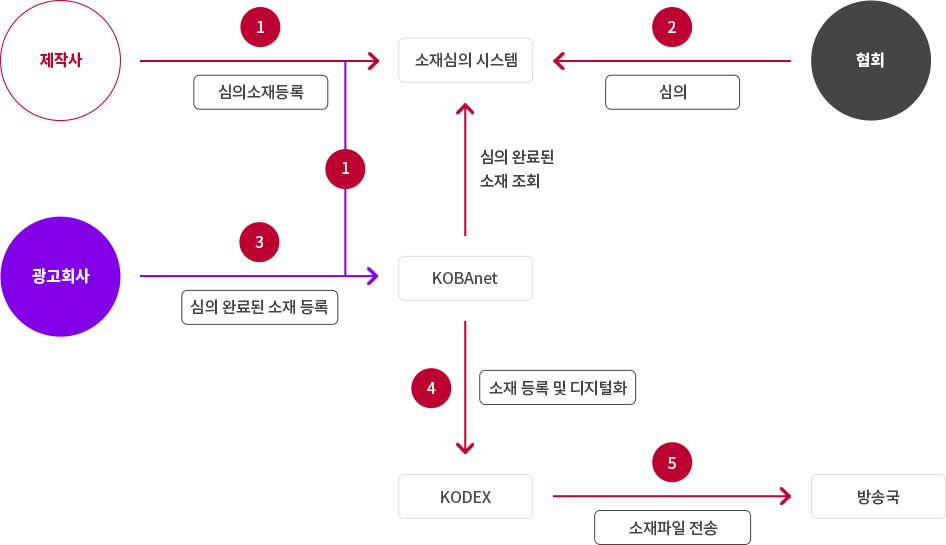 1
2
제작사
소재심의 시스템
협회
심의소재등록
심의
심의 완료된
소재 조회
1
3
광고회사
KOBAnet
심의 완료된 소재 등록
4
소재 등록 및 디지털화
5
KODEX
방송국
소재파일 전송